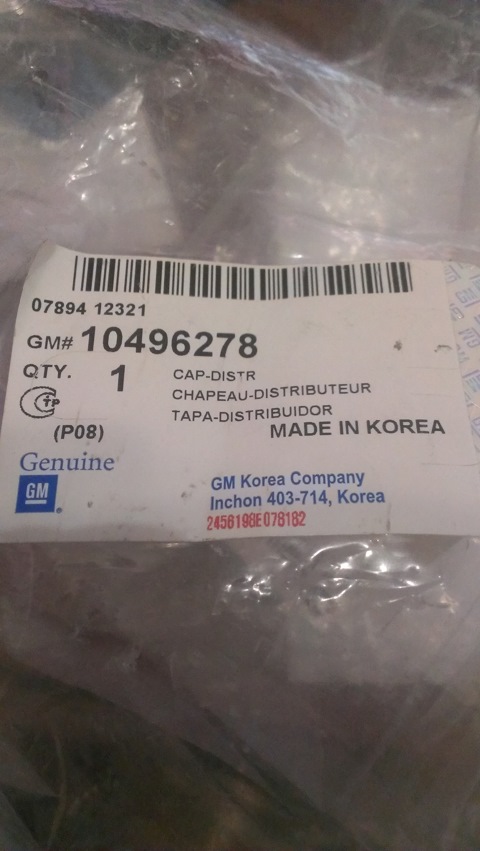 07894 12321
GM# 10496278
QTY. 1
CAP-DISTR
CHAPEAU-DISTRIBUTEUR
TAPA-DISTRIBUIDOR
MADE IN KOREA
TP
(P08)
Genuine
GM
GM Korea Company
Inchon 403-714, Korea
2456198E078182